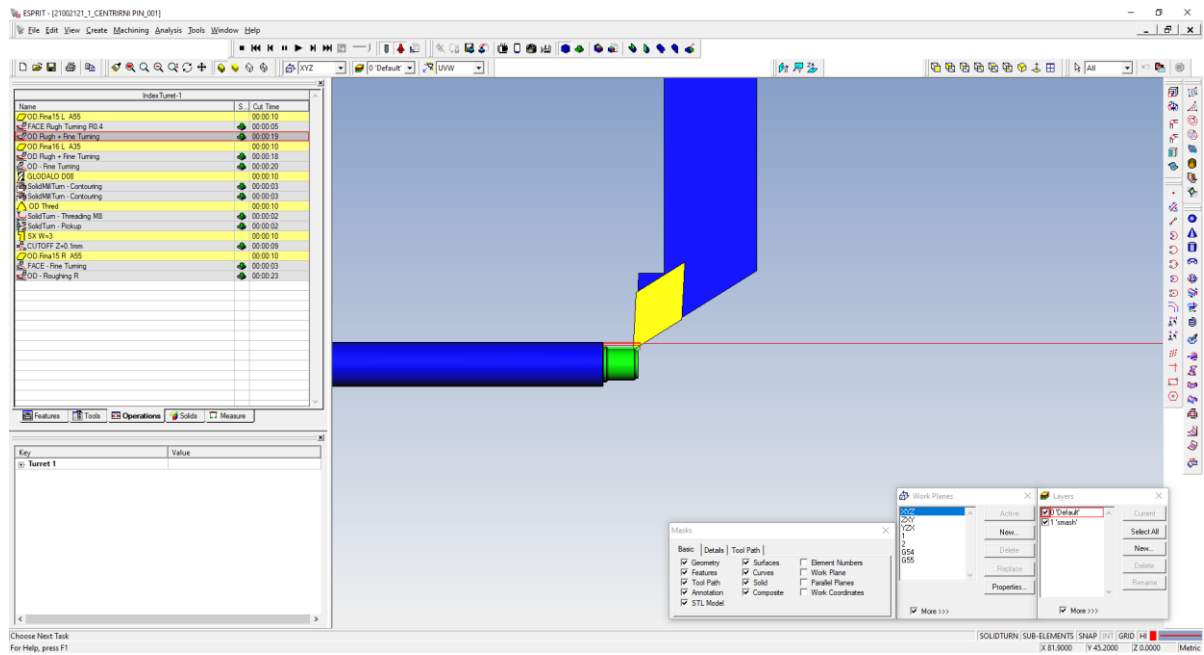 ESPRIT - [21002121_1_CENTRIRNI PIN_001]
File Edit View Create Machining Analysis Tools Window Help
XYZ 0 'Default' UVW All
IndexTurret-1
Name S... Cut Time
OD.Fina15 L A55 00:00:10
FACE Rugh Turning R0.4 00:00:05
OD Rugh + Fine Turning 00:00:19
OD.Fina16 L A35 00:00:10
OD Rugh + Fine Turning 00:00:18
OD - Fine Turning 00:00:20
GLODALO D08 00:00:10
SolidMillTurn - Contouring 00:00:03
SolidMillTurn - Contouring 00:00:03
OD Thred 00:00:10
SolidTurn - Threading M8 00:00:02
SolidTurn - Pickup 00:00:02
SX W=3 00:00:10
CUTOFF Z+0.1mm 00:00:09
OD.Fina15 R A55 00:00:10
FACE - Fine Turning 00:00:03
OD - Roughing R 00:00:23
Features Tools Operations Solids Measure
Key Value
Turret 1
Masks
Basic Details Tool Path
Geometry Surfaces Element Numbers
Features Curves Work Plane
Tool Path Solid Parallel Planes
Annotation Composite Work Coordinates
STL Model
Work Planes
XYZ
ZXY
YZX
1
2
G54
G55
Active
New...
Delete
Replace
Properties...
More >>>
Layers
0 'Default'
1 'smash'
Current
Select All
New...
Delete
Rename
More >>>
Choose Next Task
SOLIDTURN SUB-ELEMENTS SNAP INT GRID HI
For Help, press F1
X 81.9000 Y 45.2000 Z 0.0000 Metric